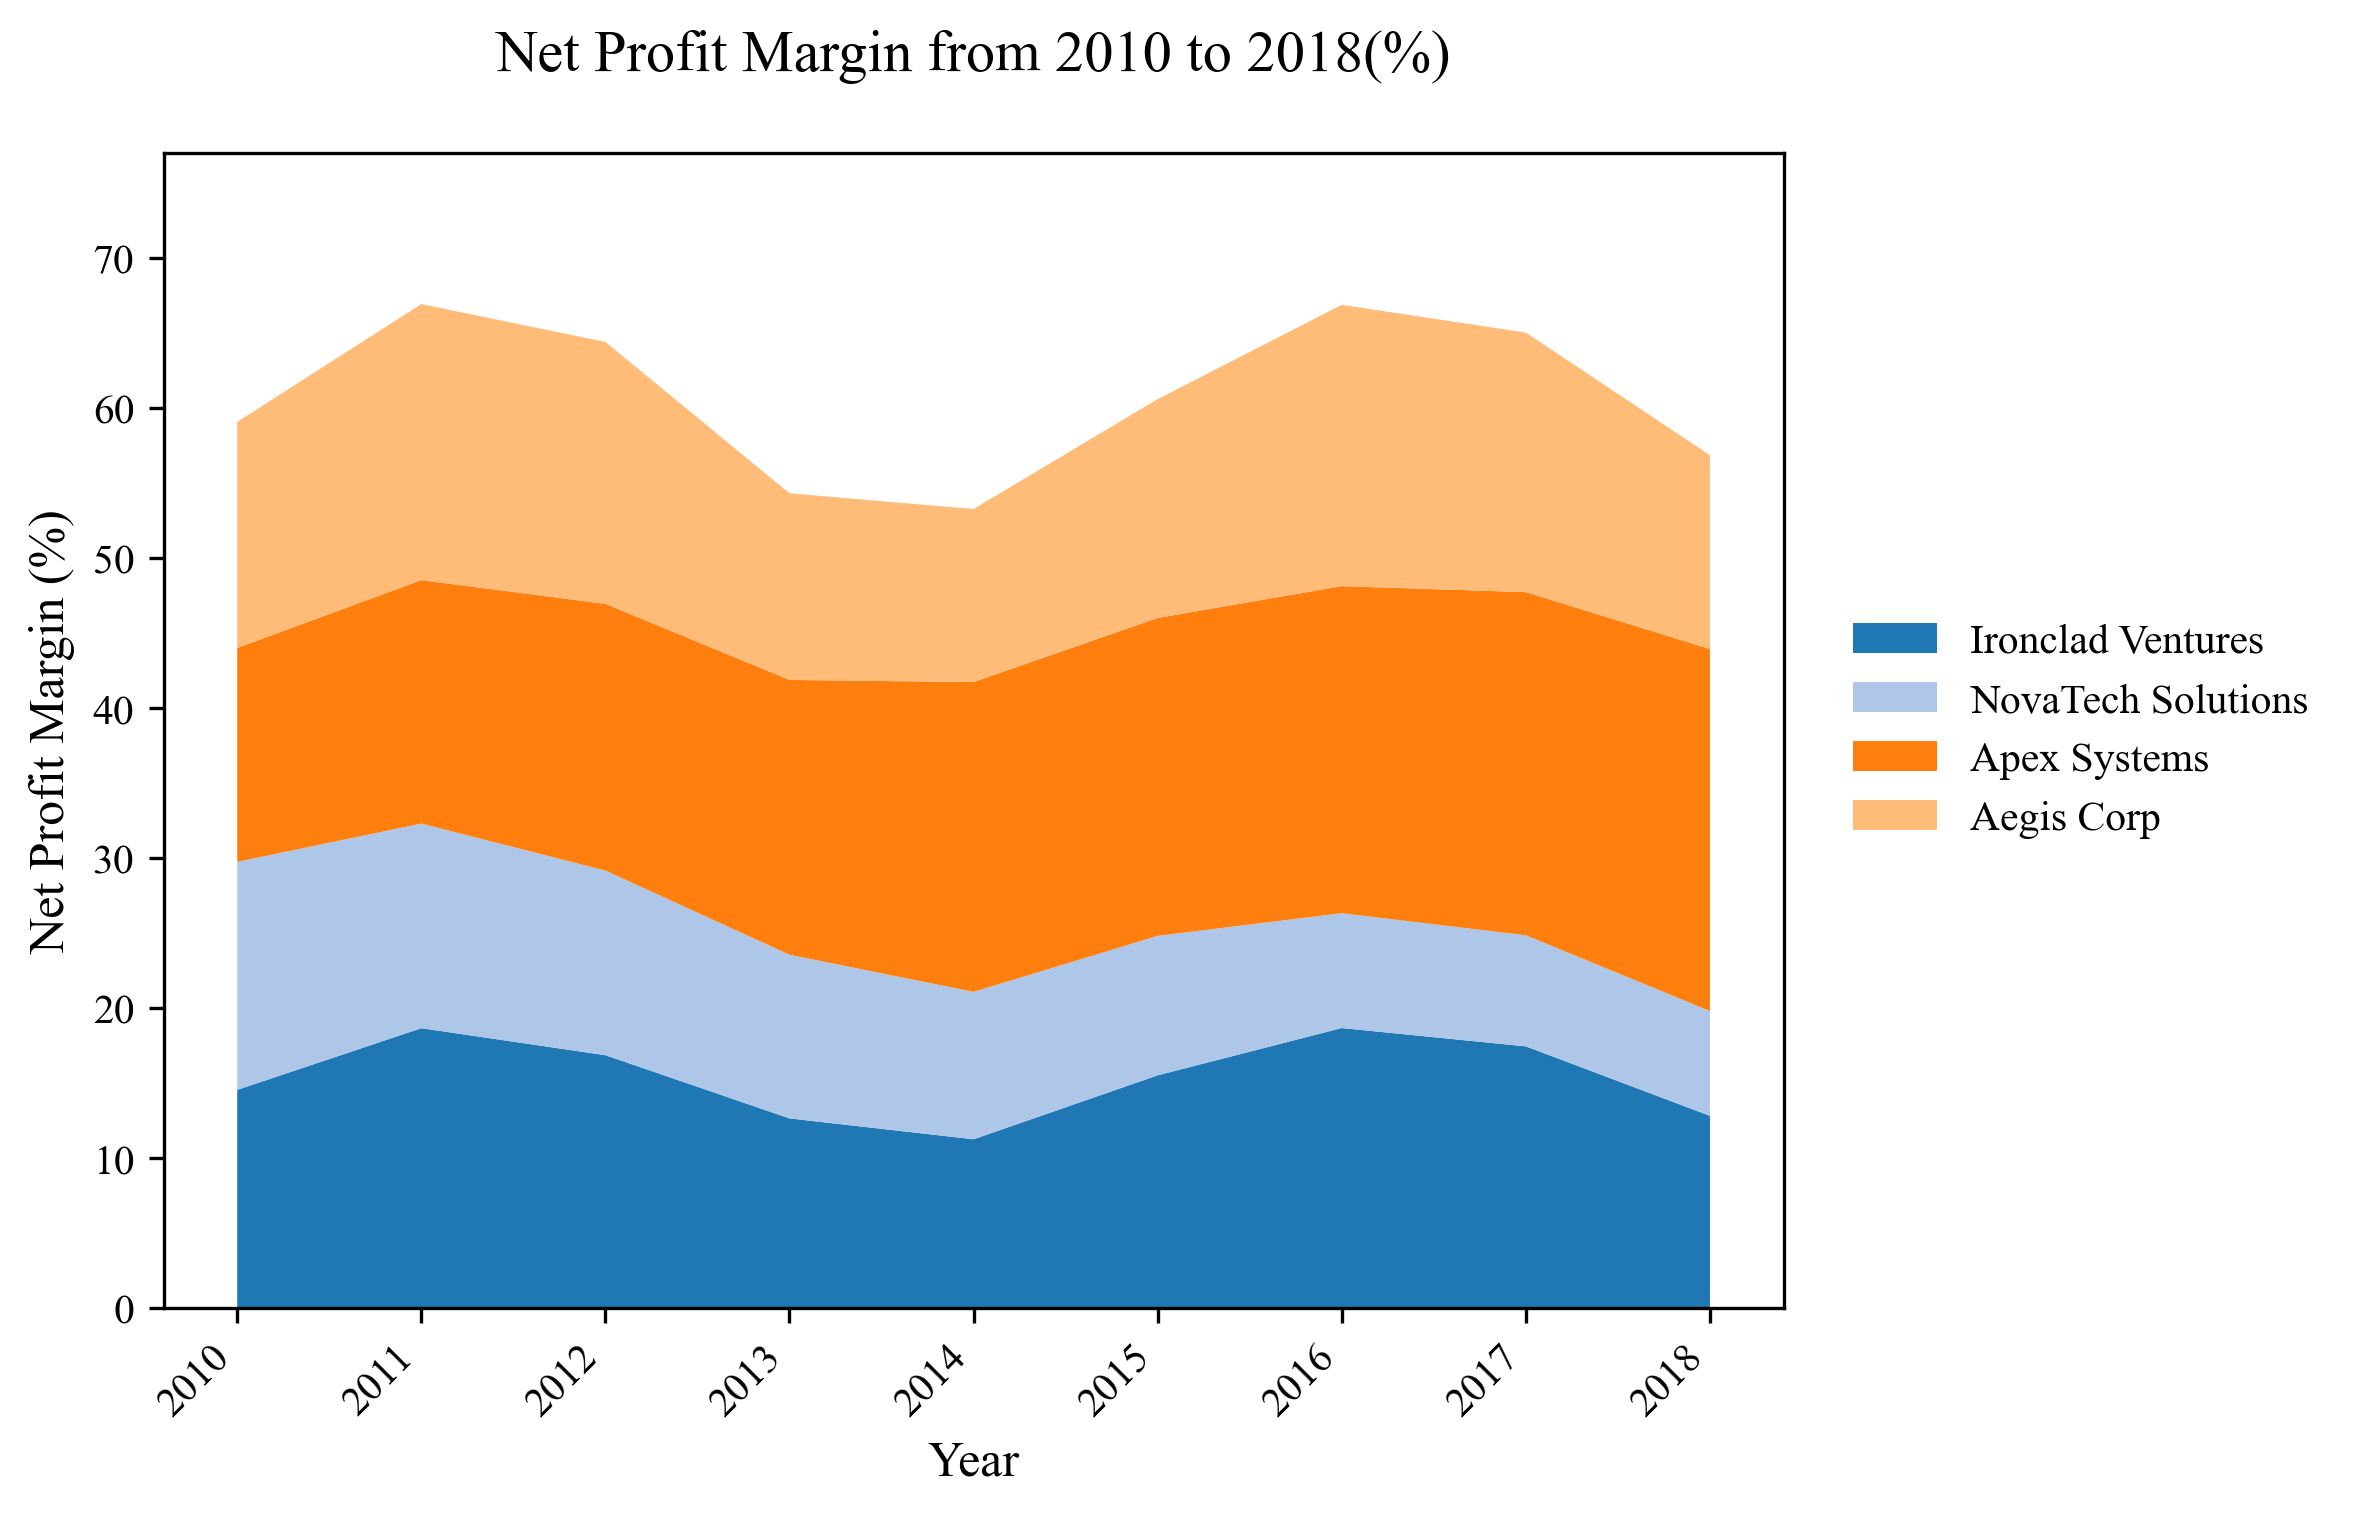 Net Profit Margin from 2010 to 2018(%)
Net Profit Margin (%)
70
60
50
40
30
20
10
0
2010
2011
2012
2013
2014
2015
2016
2017
2018
Year
Ironclad Ventures
NovaTech Solutions
Apex Systems
Aegis Corp